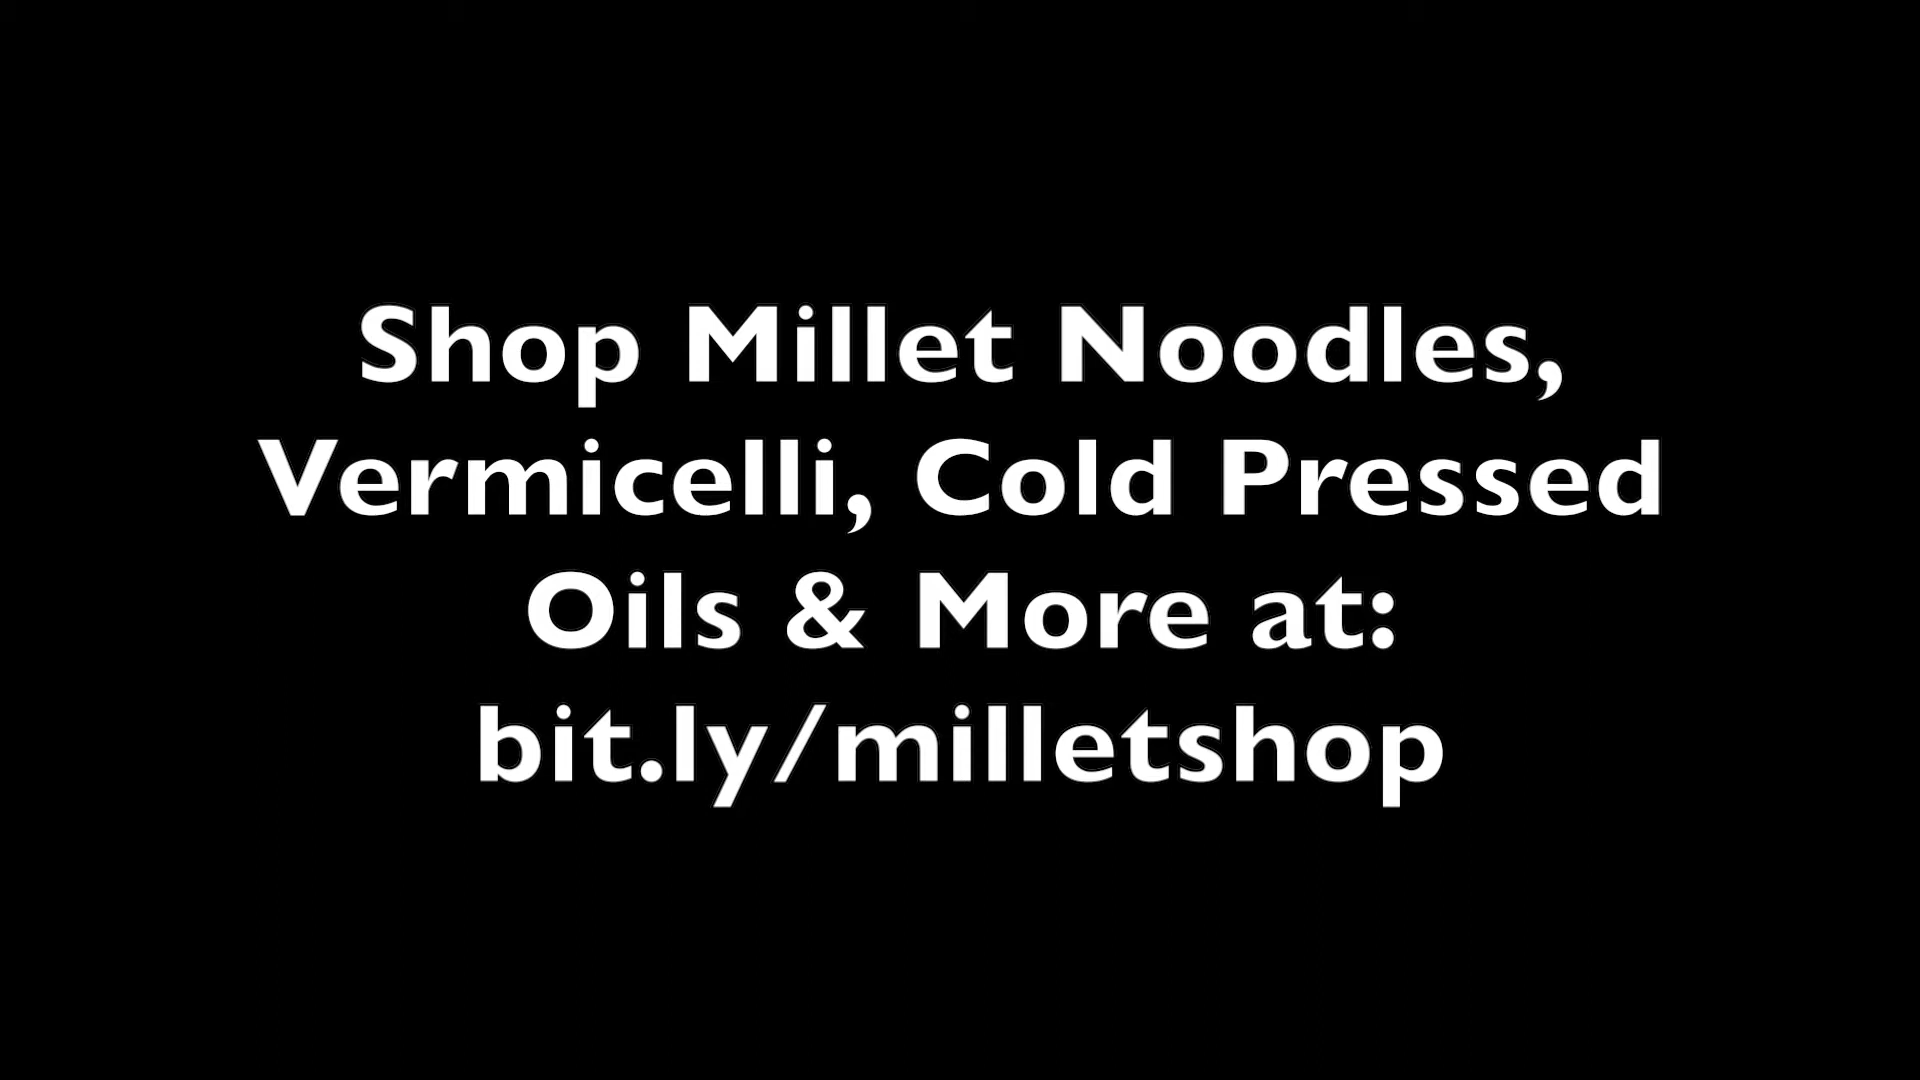 Shop Millet Noodles,
Vermicelli, Cold Pressed
Oils & More at:
bit.ly/milletshop